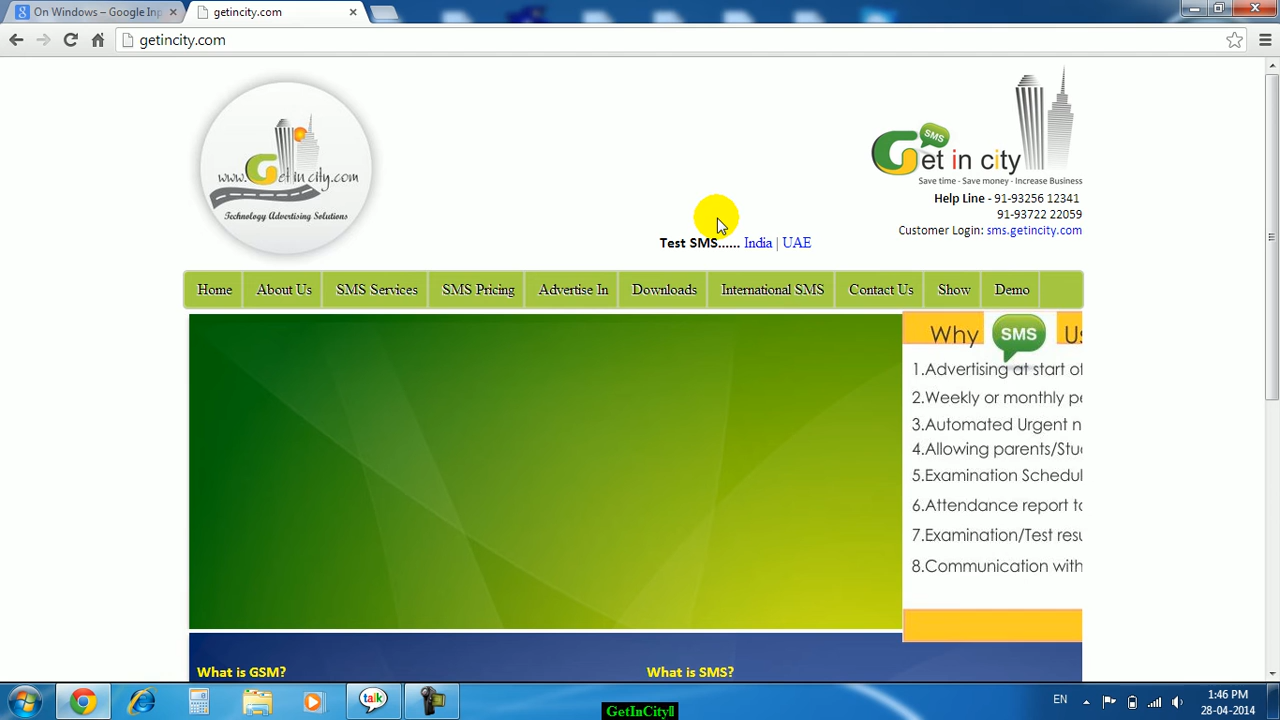 On Windows – Google Inp
getincity.com
getincity.com
www.Get in city.com
Technology Advertising Solutions
SMS
Get in city
Save time - Save money - Increase Business
Help Line - 91-93256 12341
91-93722 22059
Customer Login: sms.getincity.com
Test SMS...... India | UAE
Home About Us SMS Services SMS Pricing Advertise In Downloads International SMS Contact Us Show Demo
Why SMS Us
1.Advertising at start of
2.Weekly or monthly pe
3.Automated Urgent n
4.Allowing parents/Stu
5.Examination Schedul
6.Attendance report to
7.Examination/Test resu
8.Communication with
What is GSM? What is SMS?
talk
EN
1:46 PM
28-04-2014
GetInCity